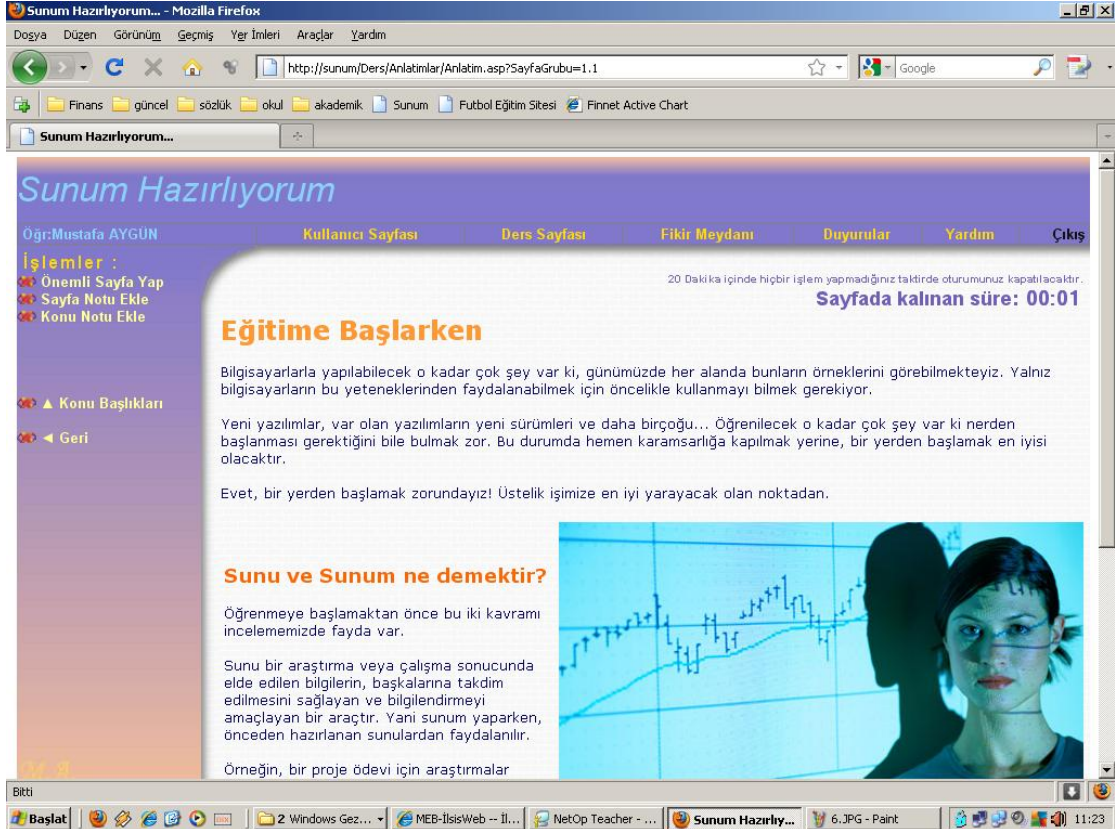 Sunum Hazırlıyorum... - Mozilla Firefox
Dosya Düzen Görünüm Geçmiş Yer İmleri Araçlar Yardım
http://sunum/Ders/Anlatimlar/Anlatim.asp?SayfaGrubu=1.1
Google
Finans güncel sözlük okul akademik Sunum Futbol Eğitim Sitesi Finnet Active Chart
Sunum Hazırlıyorum...
Sunum Hazırlıyorum
Öğr:Mustafa AYGÜN Kullanıcı Sayfası Ders Sayfası Fikir Meydanı Duyurular Yardım Çıkış
İşlemler :
Önemli Sayfa Yap
Sayfa Notu Ekle
Konu Notu Ekle
▲ Konu Başlıkları
◄ Geri
20 Dakika içinde hiçbir işlem yapmadığınız taktirde oturumunuz kapatılacaktır.
Sayfada kalınan süre: 00:01
Eğitime Başlarken
Bilgisayarlarla yapılabilecek o kadar çok şey var ki, günümüzde her alanda bunların örneklerini görebilmekteyiz. Yalnız
bilgisayarların bu yeteneklerinden faydalanabilmek için öncelikle kullanmayı bilmek gerekiyor.
Yeni yazılımlar, var olan yazılımların yeni sürümleri ve daha birçoğu... Öğrenilecek o kadar çok şey var ki nerden
başlanması gerektiğini bile bulmak zor. Bu durumda hemen karamsarlığa kapılmak yerine, bir yerden başlamak en iyisi
olacaktır.
Evet, bir yerden başlamak zorundayız! Üstelik işimize en iyi yarayacak olan noktadan.
Sunu ve Sunum ne demektir?
Öğrenmeye başlamaktan önce bu iki kavramı
incelememizde fayda var.
Sunu bir araştırma veya çalışma sonucunda
elde edilen bilgilerin, başkalarına takdim
edilmesini sağlayan ve bilgilendirmeyi
amaçlayan bir araçtır. Yani sunum yaparken,
önceden hazırlanan sunulardan faydalanılır.
Örneğin, bir proje ödevi için araştırmalar
M. A.
Bitti
Başlat 2 Windows Gez... MEB-İlsisWeb -- İl... NetOp Teacher - ... Sunum Hazırlıy... 6.JPG - Paint 11:23